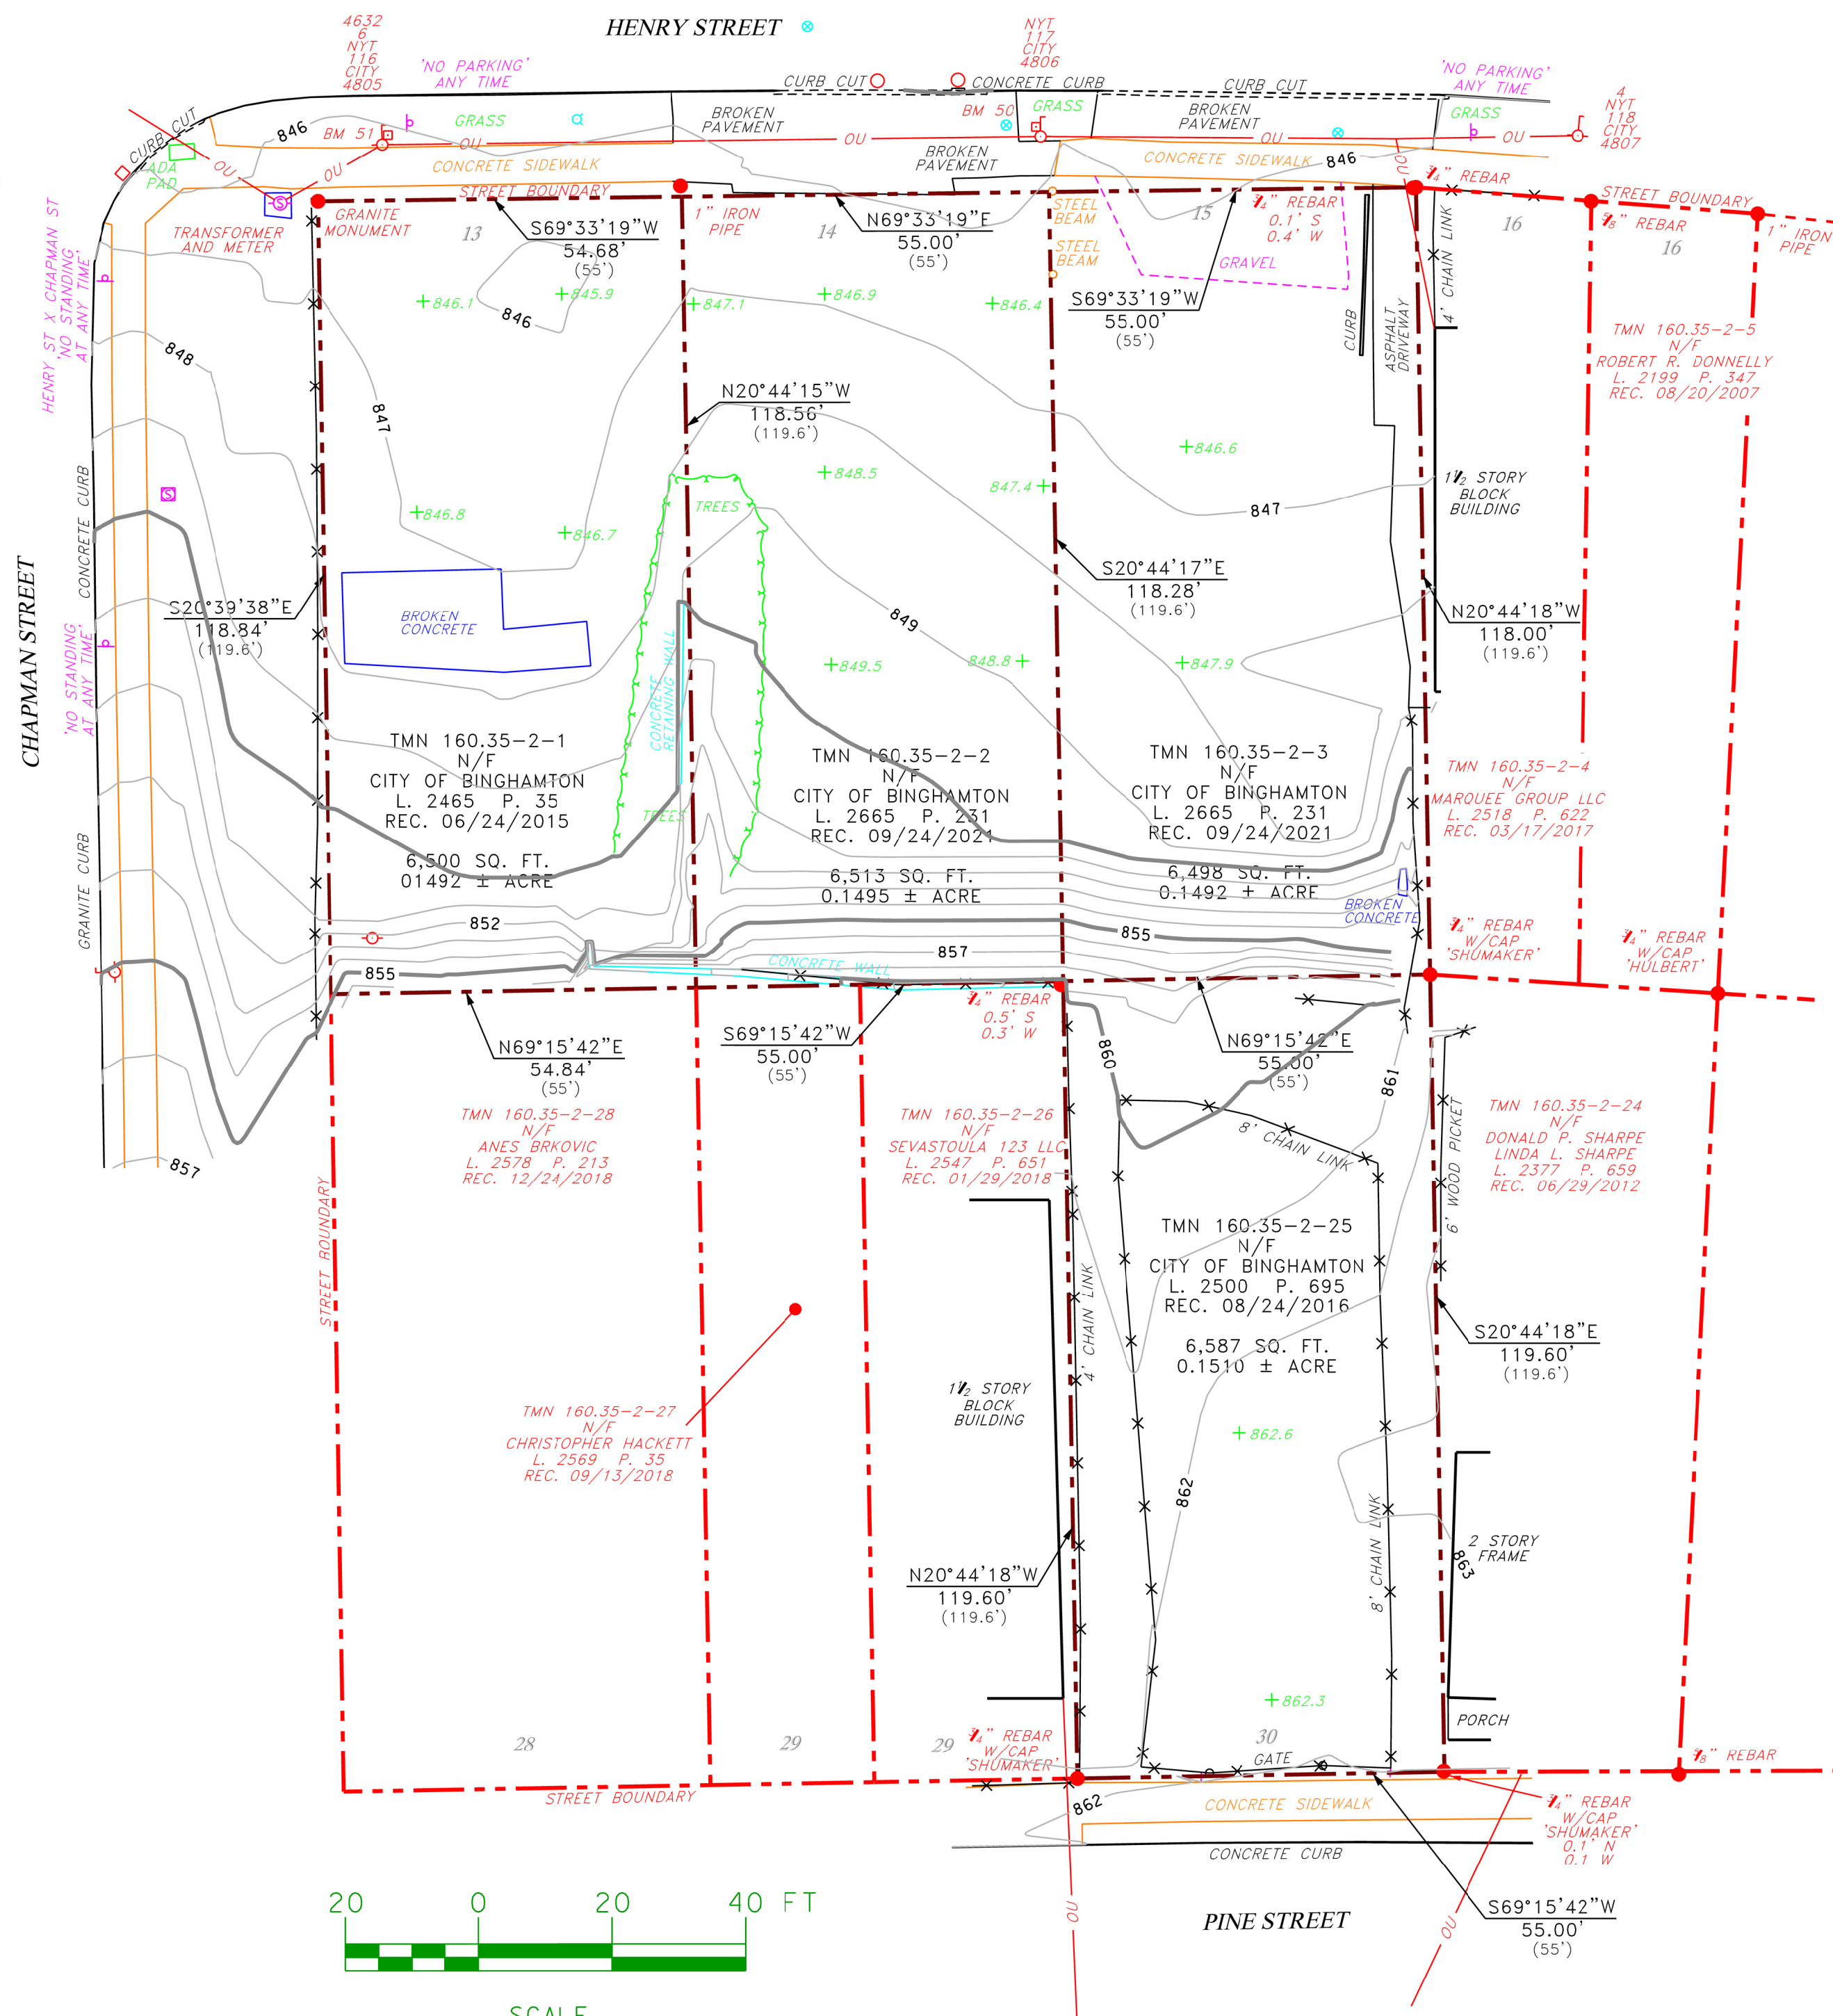 HENRY STREET
4632
6
NYT
116
CITY
4805
'NO PARKING'
ANY TIME
NYT
117
CITY
4806
'NO PARKING'
ANY TIME
4
NYT
118
CITY
4807
CURB CUT
CONCRETE CURB
CURB CUT
CURB CUT
846
BM 51
GRASS
BROKEN
PAVEMENT
BM 50
GRASS
BROKEN
PAVEMENT
GRASS
OU
OU
OU
OU
OU
OU
OU
ADA
PAD
CONCRETE SIDEWALK
BROKEN
PAVEMENT
CONCRETE SIDEWALK
846
S
STREET BOUNDARY
3/4" REBAR
STREET BOUNDARY
TRANSFORMER
AND METER
GRANITE
MONUMENT
13
S69°33'19"W
54.68'
(55')
1" IRON
PIPE
14
N69°33'19"E
55.00'
(55')
STEEL
BEAM
STEEL
BEAM
15
3/4" REBAR
0.1' S
0.4' W
GRAVEL
S69°33'19"W
55.00'
(55')
16
5/8" REBAR
16
1" IRON
PIPE
4' CHAIN LINK
CURB
ASPHALT
DRIVEWAY
HENRY ST X CHAPMAN ST
'NO STANDING
AT ANY TIME'
846.1
845.9
846
847.1
846.9
846.4
848
847
TMN 160.35-2-5
N/F
ROBERT R. DONNELLY
L. 2199 P. 347
REC. 08/20/2007
N20°44'15"W
118.56'
(119.6')
846.6
848.5
847.4
847
TREES
846.8
846.7
1 1/2 STORY
BLOCK
BUILDING
S
CONCRETE CURB
CHAPMAN STREET
S20°39'38"E
118.84'
(119.6')
BROKEN
CONCRETE
S20°44'17"E
118.28'
(119.6')
N20°44'18"W
118.00'
(119.6')
849
849.5
848.8
847.9
'NO STANDING
AT ANY TIME'
CONCRETE
RETAINING WALL
TMN 160.35-2-1
N/F
CITY OF BINGHAMTON
L. 2465 P. 35
REC. 06/24/2015
6,500 SQ. FT.
01492 ± ACRE
TREES
TMN 160.35-2-2
N/F
CITY OF BINGHAMTON
L. 2665 P. 231
REC. 09/24/2021
6,513 SQ. FT.
0.1495 ± ACRE
TMN 160.35-2-3
N/F
CITY OF BINGHAMTON
L. 2665 P. 231
REC. 09/24/2021
6,498 SQ. FT.
0.1492 ± ACRE
TMN 160.35-2-4
N/F
MARQUEE GROUP LLC
L. 2518 P. 622
REC. 03/17/2017
GRANITE CURB
BROKEN
CONCRETE
852
855
857
855
CONCRETE WALL
3/4" REBAR
W/CAP
'SHUMAKER'
3/4" REBAR
W/CAP
'HULBERT'
3/4" REBAR
0.5' S
0.3' W
N69°15'42"E
54.84'
(55')
S69°15'42"W
55.00'
(55')
N69°15'42"E
55.00'
(55')
860
861
857
TMN 160.35-2-28
N/F
ANES BRKOVIC
L. 2578 P. 213
REC. 12/24/2018
TMN 160.35-2-26
N/F
SEVASTOULA 123 LLC
L. 2547 P. 651
REC. 01/29/2018
8' CHAIN LINK
6' WOOD PICKET
TMN 160.35-2-24
N/F
DONALD P. SHARPE
LINDA L. SHARPE
L. 2377 P. 659
REC. 06/29/2012
STREET BOUNDARY
TMN 160.35-2-25
N/F
CITY OF BINGHAMTON
L. 2500 P. 695
REC. 08/24/2016
6,587 SQ. FT.
0.1510 ± ACRE
4' CHAIN LINK
S20°44'18"E
119.60'
(119.6')
1 1/2 STORY
BLOCK
BUILDING
TMN 160.35-2-27
N/F
CHRISTOPHER HACKETT
L. 2569 P. 35
REC. 09/13/2018
862.6
862
8' CHAIN LINK
863
2 STORY
FRAME
N20°44'18"W
119.60'
(119.6')
862.3
PORCH
28
29
29
3/4" REBAR
W/CAP
'SHUMAKER'
30
GATE
5/8" REBAR
STREET BOUNDARY
862
CONCRETE SIDEWALK
3/4" REBAR
W/CAP
'SHUMAKER'
0.1' N
0.1 W
CONCRETE CURB
20 0 20 40 FT
OU
PINE STREET
OU
S69°15'42"W
55.00'
(55')
SCALE